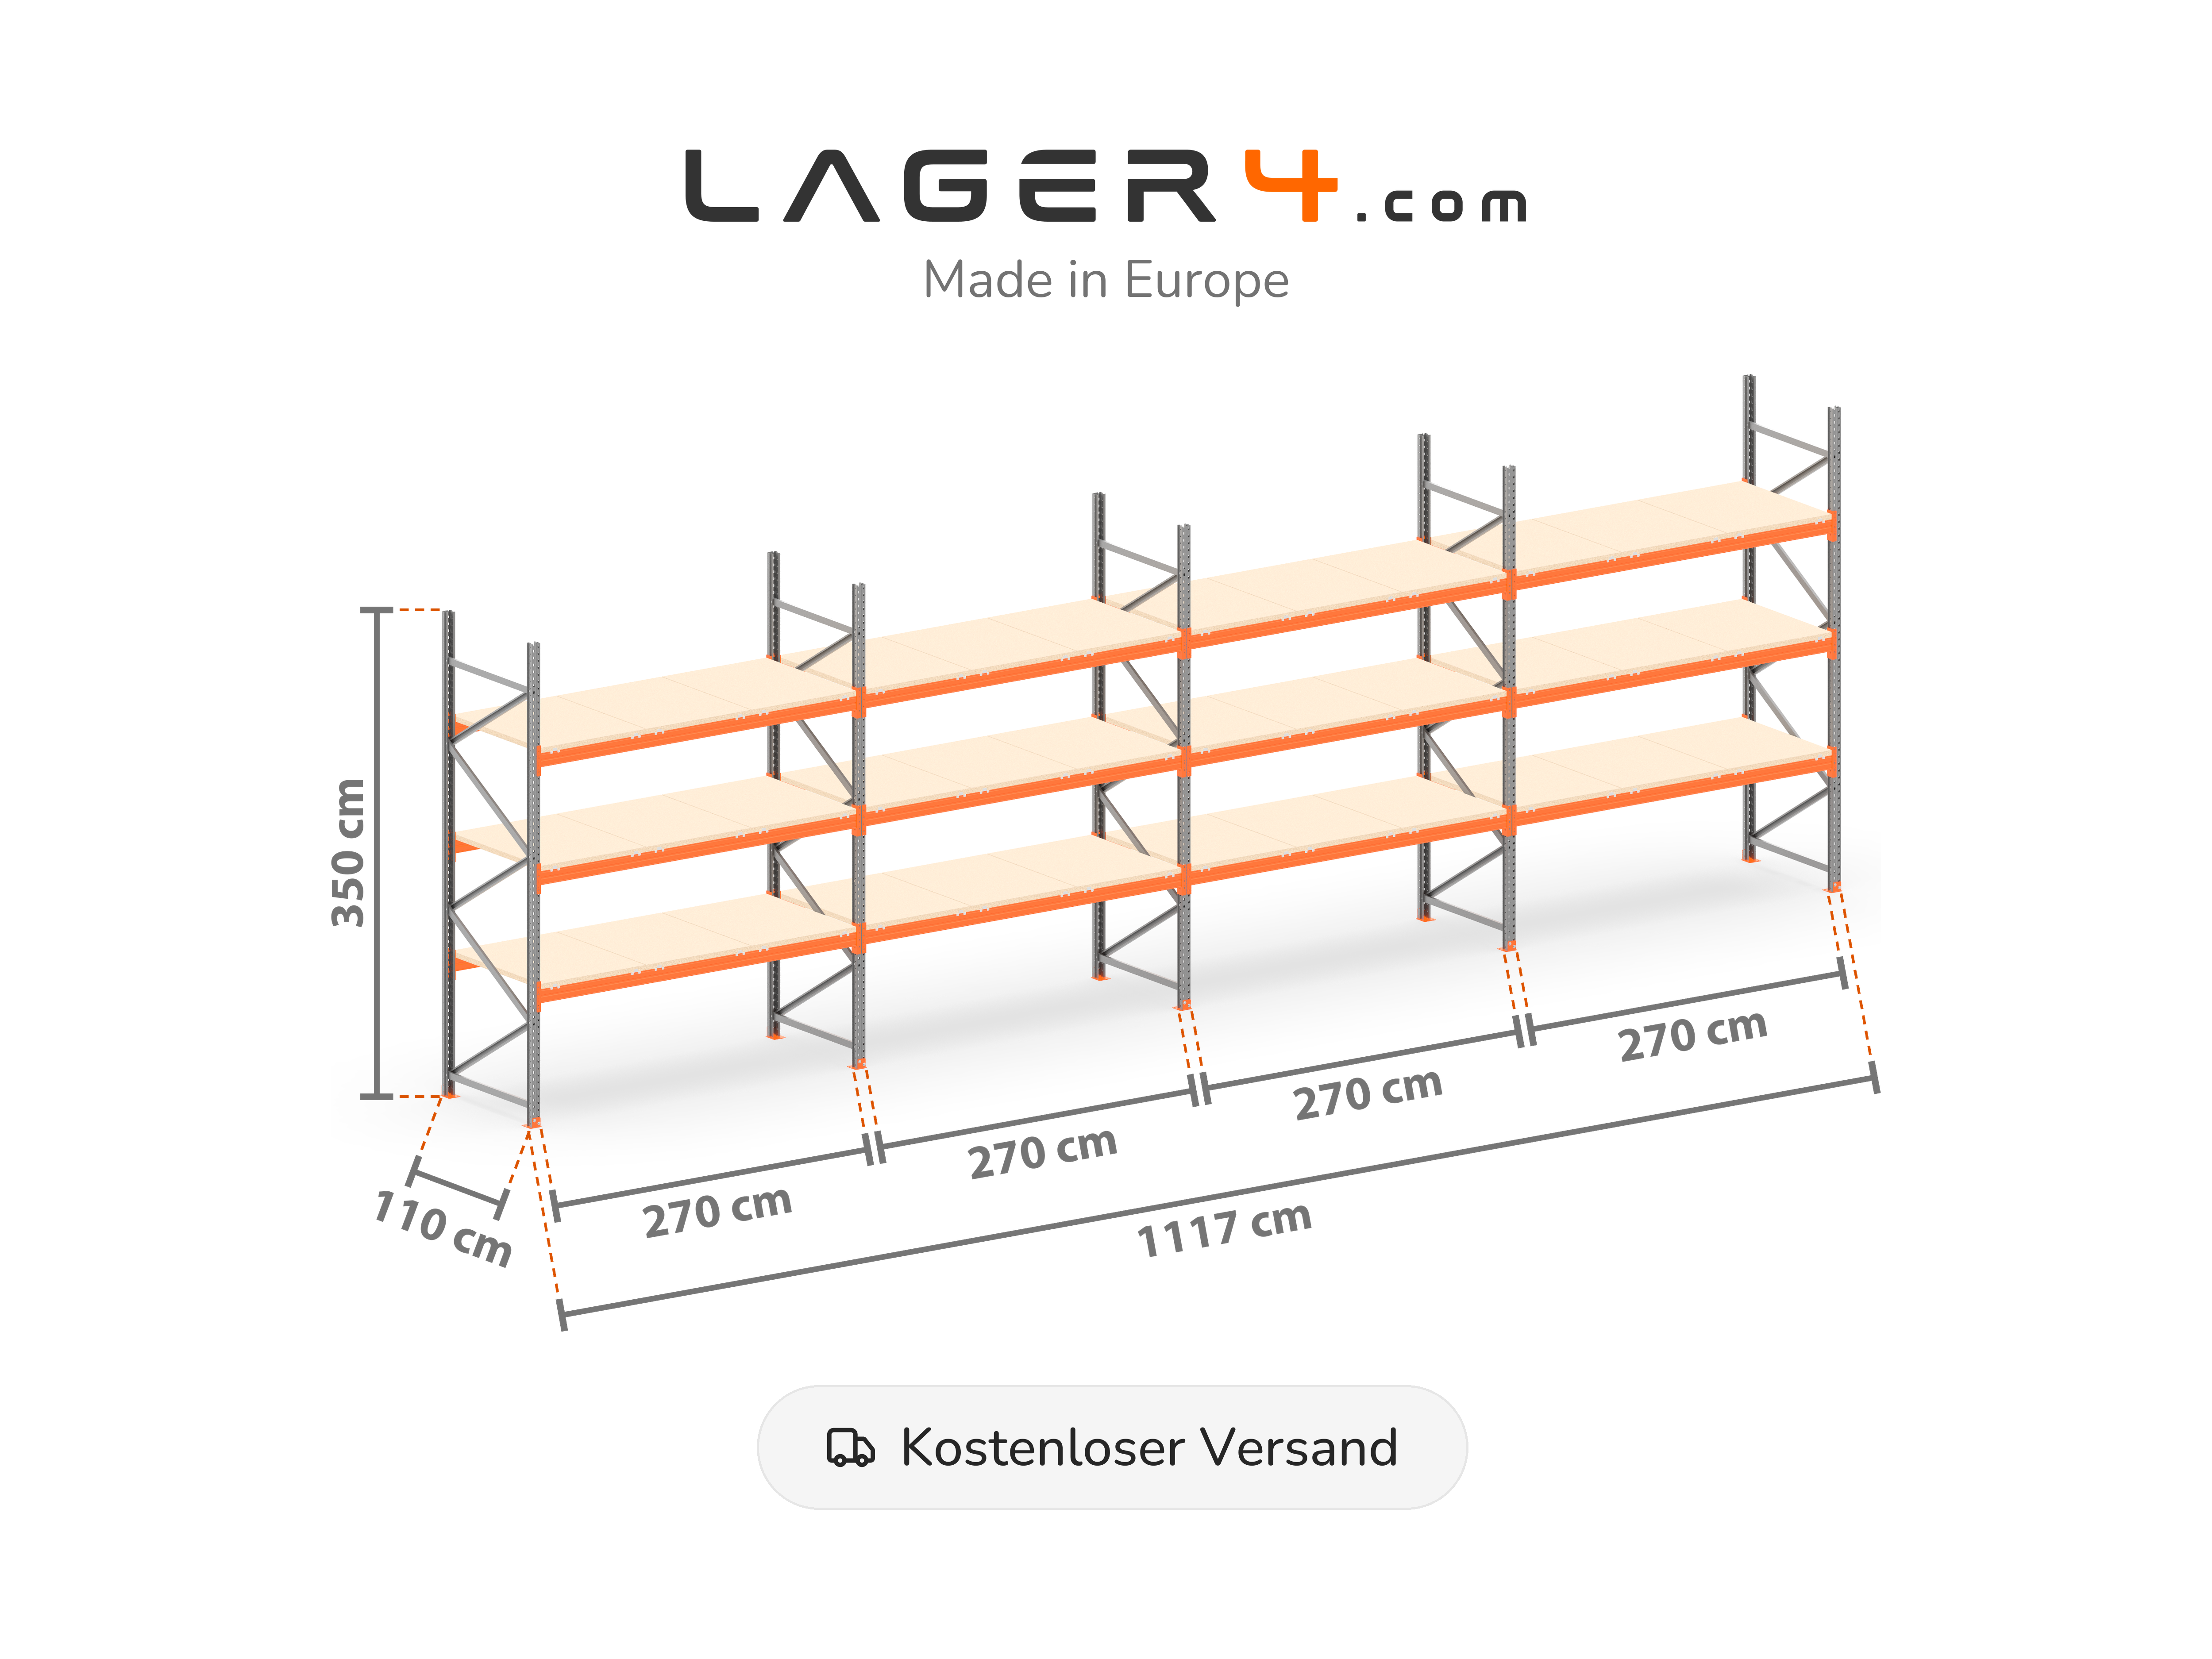 LAGER4.com
Made in Europe
350 cm
110 cm
270 cm
270 cm
270 cm
270 cm
1117 cm
Kostenloser Versand